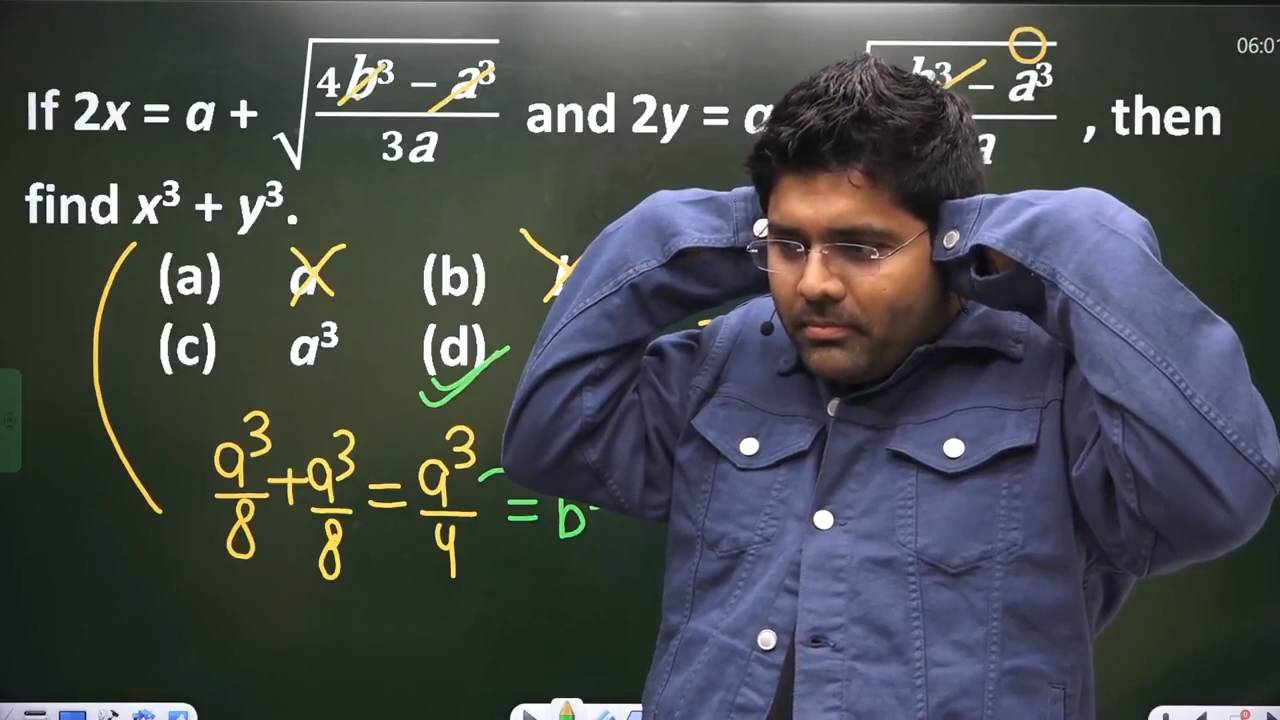 If 2x = a + √(4b³ − a³ / 3a) and 2y = a b³ − a³ a , then
find x³ + y³.
(a) a (b)
(c) a³ (d)
a³/8 + a³/8 = a³/4 = b
06:01